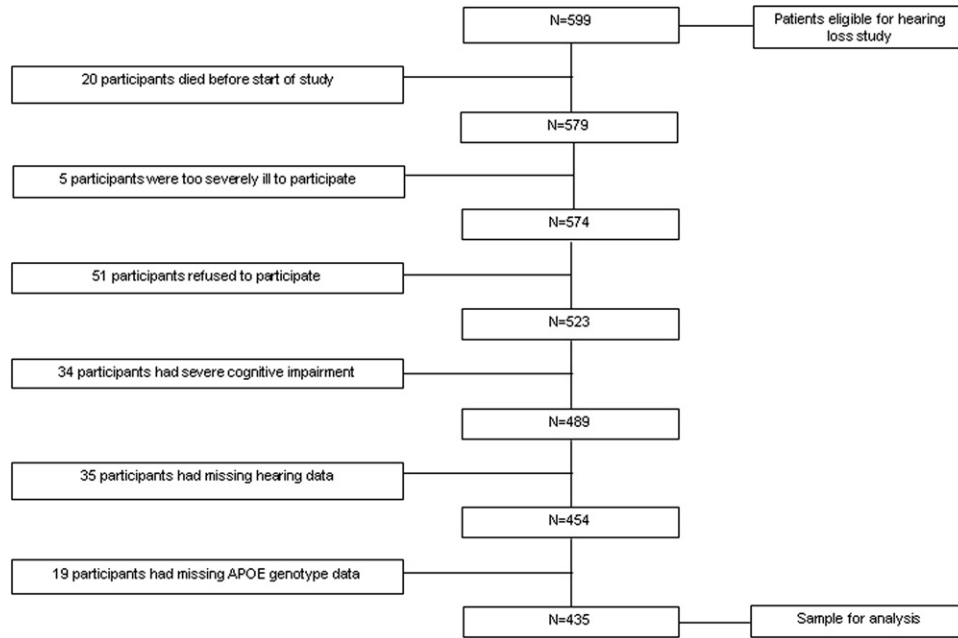 N=599
Patients eligible for hearing
loss study
20 participants died before start of study
N=579
5 participants were too severely ill to participate
N=574
51 participants refused to participate
N=523
34 participants had severe cognitive impairment
N=489
35 participants had missing hearing data
N=454
19 participants had missing APOE genotype data
N=435
Sample for analysis